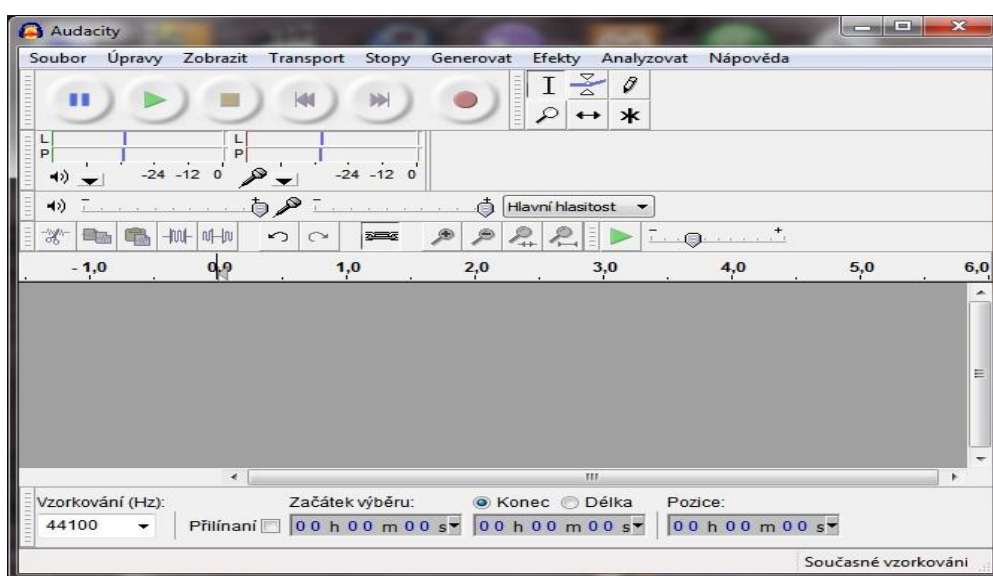 Audacity
Soubor Úpravy Zobrazit Transport Stopy Generovat Efekty Analyzovat Nápověda
L L
P P
-24 -12 0 -24 -12 0
Hlavní hlasitost
- 1,0 0,0 1,0 2,0 3,0 4,0 5,0 6,0
Vzorkování (Hz): Začátek výběru: Konec Délka Pozice:
44100 Přilínaní 00 h 00 m 00 s 00 h 00 m 00 s 00 h 00 m 00 s
Současné vzorkování